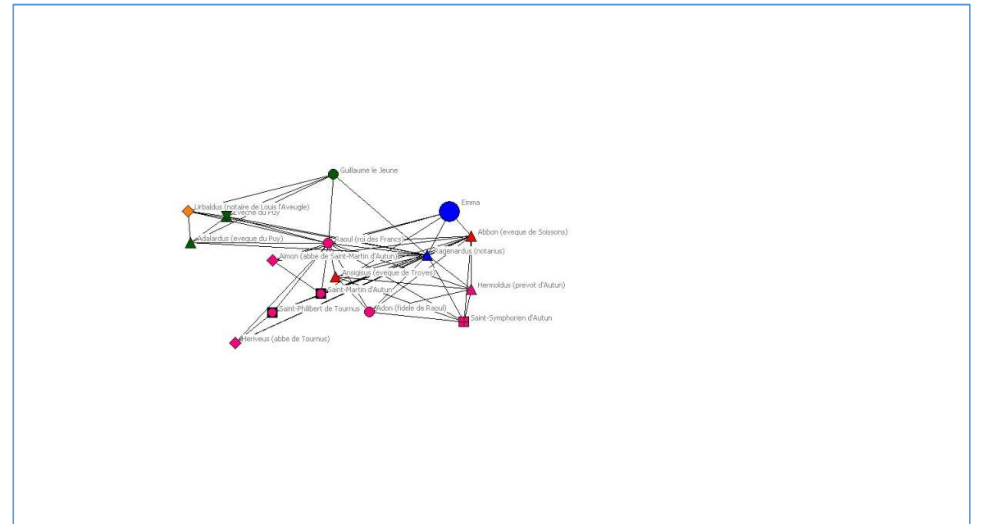 Guillaume le Jeune
Emma
Urbaldus (notaire de Louis l'Aveugle)
Eveche du Puy
Abbon (eveque de Soissons)
Adalardus (eveque du Puy)
Raoul (roi des Francs)
Ragenardus (notarius)
Aimon (abbe de Saint-Martin d'Autun)
Ansigisus (eveque de Troyes)
Hermoldus (prevot d'Autun)
Saint-Martin d'Autun
Saint-Philibert de Tournus
Adon (fidele de Raoul)
Saint-Symphorien d'Autun
Heriveus (abbe de Tournus)